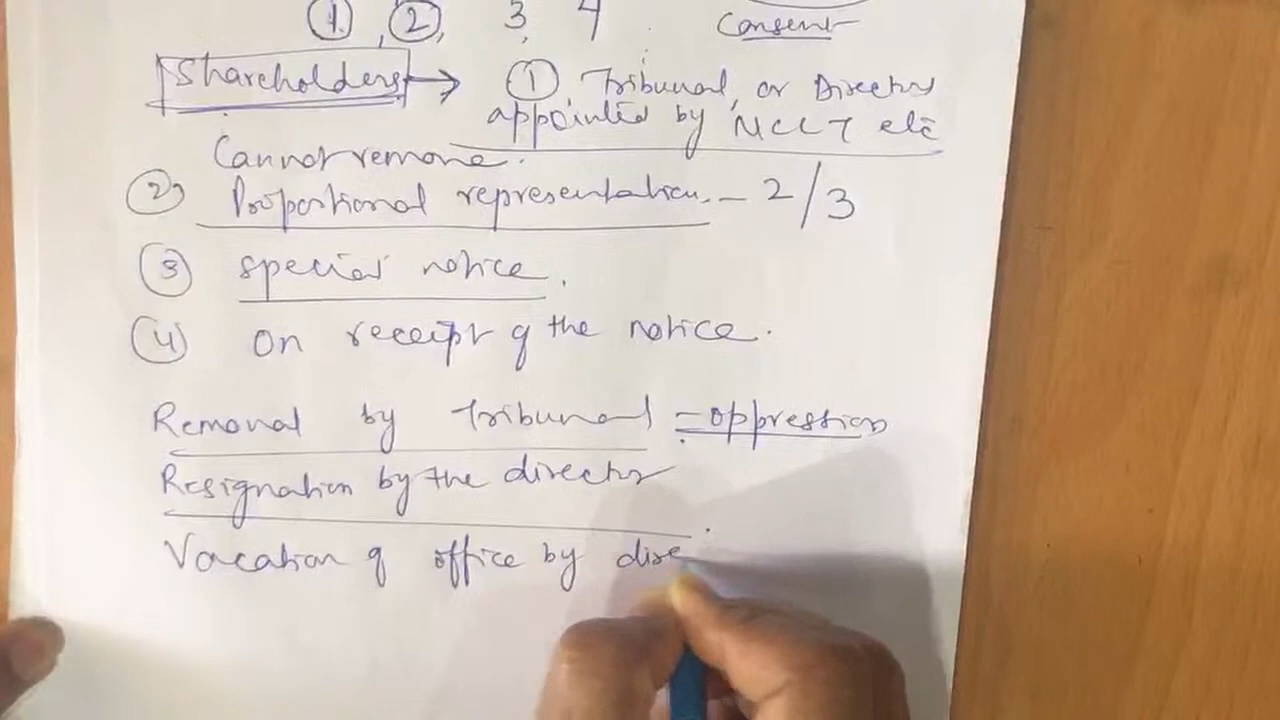 ①, ②, 3, 4
Consent
Shareholders → ① Tribunal, or Director
appointed by NCLT etc
Cannot remove.
② Proportional representation. - 2/3
③ special notice.
④ on receipt of the notice.
Removal by Tribunal = oppression
Resignation by the director
Vacation of office by dire